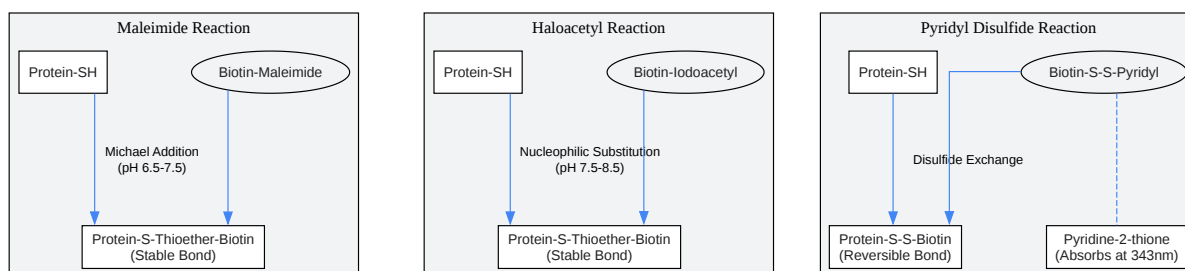 Maleimide Reaction
Protein-SH
Biotin-Maleimide
Michael Addition
(pH 6.5-7.5)
Protein-S-Thioether-Biotin
(Stable Bond)
Haloacetyl Reaction
Protein-SH
Biotin-Iodoacetyl
Nucleophilic Substitution
(pH 7.5-8.5)
Protein-S-Thioether-Biotin
(Stable Bond)
Pyridyl Disulfide Reaction
Protein-SH
Biotin-S-S-Pyridyl
Disulfide Exchange
Protein-S-S-Biotin
(Reversible Bond)
Pyridine-2-thione
(Absorbs at 343nm)